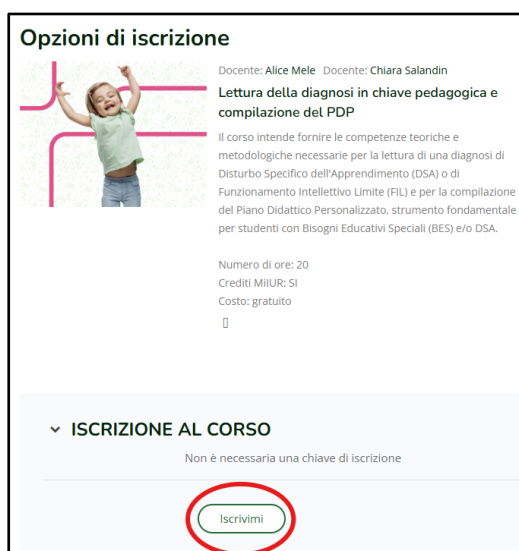 Opzioni di iscrizione
Docente: Alice Mele Docente: Chiara Salandin
Lettura della diagnosi in chiave pedagogica e
compilazione del PDP
Il corso intende fornire le competenze teoriche e
metodologiche necessarie per la lettura di una diagnosi di
Disturbo Specifico dell'Apprendimento (DSA) o di
Funzionamento Intellettivo Limite (FIL) e per la compilazione
del Piano Didattico Personalizzato, strumento fondamentale
per studenti con Bisogni Educativi Speciali (BES) e/o DSA.
Numero di ore: 20
Crediti MiIUR: SI
Costo: gratuito
ISCRIZIONE AL CORSO
Non è necessaria una chiave di iscrizione
Iscrivimi